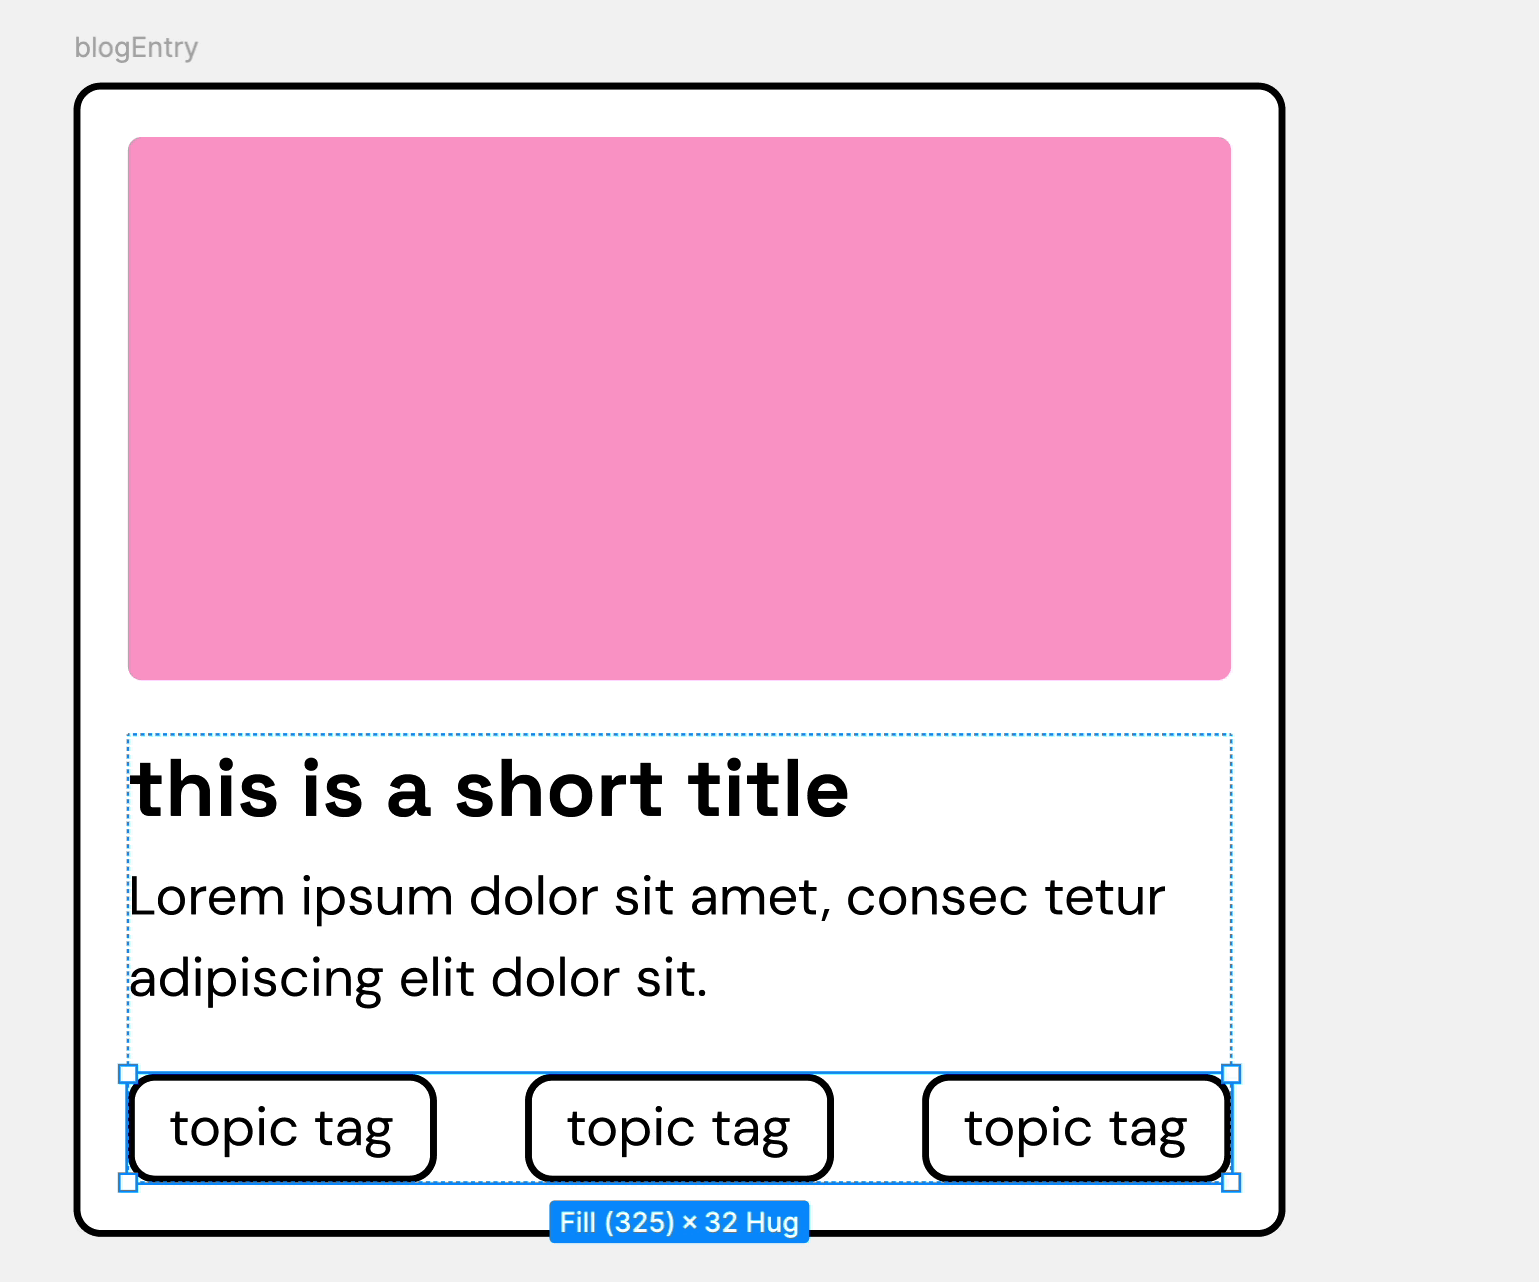 blogEntry
this is a short title
Lorem ipsum dolor sit amet, consec tetur
adipiscing elit dolor sit.
topic tag topic tag topic tag
Fill (325) × 32 Hug